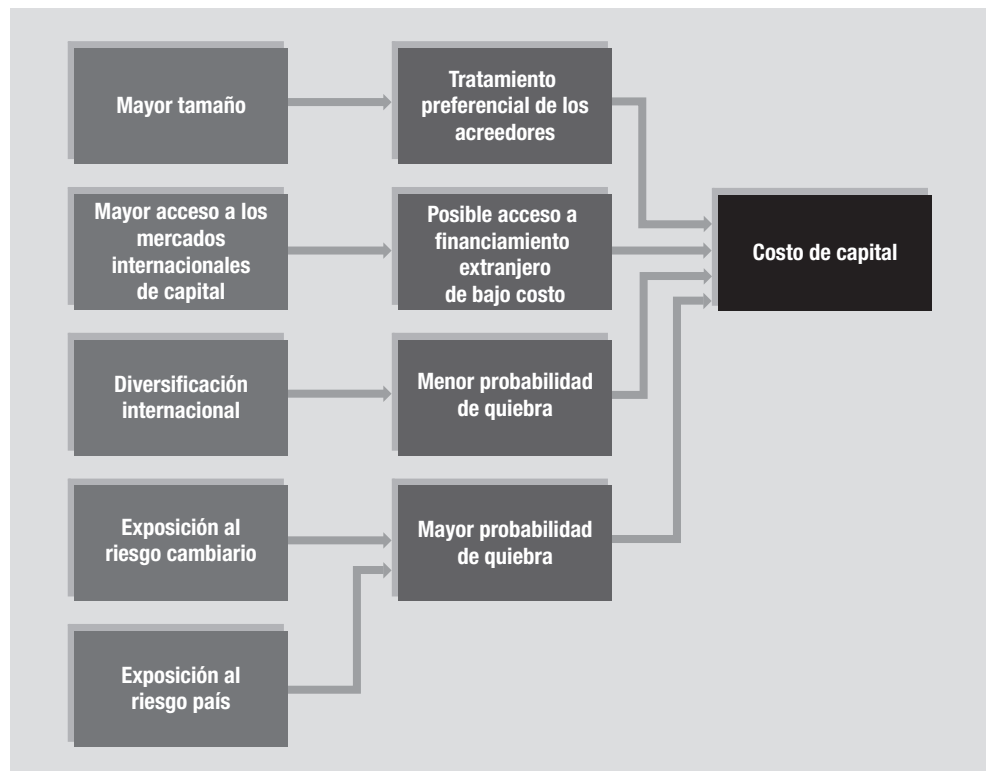 Mayor tamaño
Tratamiento
preferencial de los
acreedores
Mayor acceso a los
mercados
internacionales
de capital
Posible acceso a
financiamiento
extranjero
de bajo costo
Costo de capital
Diversificación
internacional
Menor probabilidad
de quiebra
Exposición al
riesgo cambiario
Mayor probabilidad
de quiebra
Exposición al
riesgo país